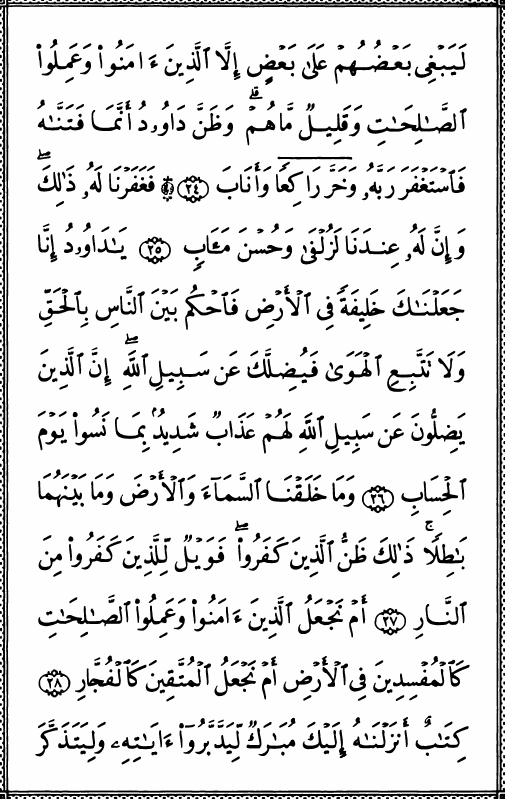 لَيَبْغِى بَعْضُهُمْ عَلَىٰ بَعْضٍ إِلَّا ٱلَّذِينَ ءَامَنُوا۟ وَعَمِلُوا۟
ٱلصَّـٰلِحَـٰتِ وَقَلِيلٌ مَّا هُمْ ۗ وَظَنَّ دَاوُۥدُ أَنَّمَا فَتَنَّـٰهُ
فَٱسْتَغْفَرَ رَبَّهُۥ وَخَرَّ رَاكِعًا وَأَنَابَ ۩ ﴿٢٤﴾ فَغَفَرْنَا لَهُۥ ذَٰلِكَ ۖ
وَإِنَّ لَهُۥ عِندَنَا لَزُلْفَىٰ وَحُسْنَ مَـَٔابٍ ﴿٢٥﴾ يَـٰدَاوُۥدُ إِنَّا
جَعَلْنَـٰكَ خَلِيفَةً فِى ٱلْأَرْضِ فَٱحْكُم بَيْنَ ٱلنَّاسِ بِٱلْحَقِّ
وَلَا تَتَّبِعِ ٱلْهَوَىٰ فَيُضِلَّكَ عَن سَبِيلِ ٱللَّهِ ۚ إِنَّ ٱلَّذِينَ
يَضِلُّونَ عَن سَبِيلِ ٱللَّهِ لَهُمْ عَذَابٌ شَدِيدٌۢ بِمَا نَسُوا۟ يَوْمَ
ٱلْحِسَابِ ﴿٢٦﴾ وَمَا خَلَقْنَا ٱلسَّمَآءَ وَٱلْأَرْضَ وَمَا بَيْنَهُمَا
بَـٰطِلًا ۚ ذَٰلِكَ ظَنُّ ٱلَّذِينَ كَفَرُوا۟ ۖ فَوَيْلٌ لِّلَّذِينَ كَفَرُوا۟ مِنَ
ٱلنَّارِ ﴿٢٧﴾ أَمْ نَجْعَلُ ٱلَّذِينَ ءَامَنُوا۟ وَعَمِلُوا۟ ٱلصَّـٰلِحَـٰتِ
كَٱلْمُفْسِدِينَ فِى ٱلْأَرْضِ أَمْ نَجْعَلُ ٱلْمُتَّقِينَ كَٱلْفُجَّارِ ﴿٢٨﴾
كِتَـٰبٌ أَنزَلْنَـٰهُ إِلَيْكَ مُبَـٰرَكٌ لِّيَدَّبَّرُوٓا۟ ءَايَـٰتِهِۦ وَلِيَتَذَكَّرَ